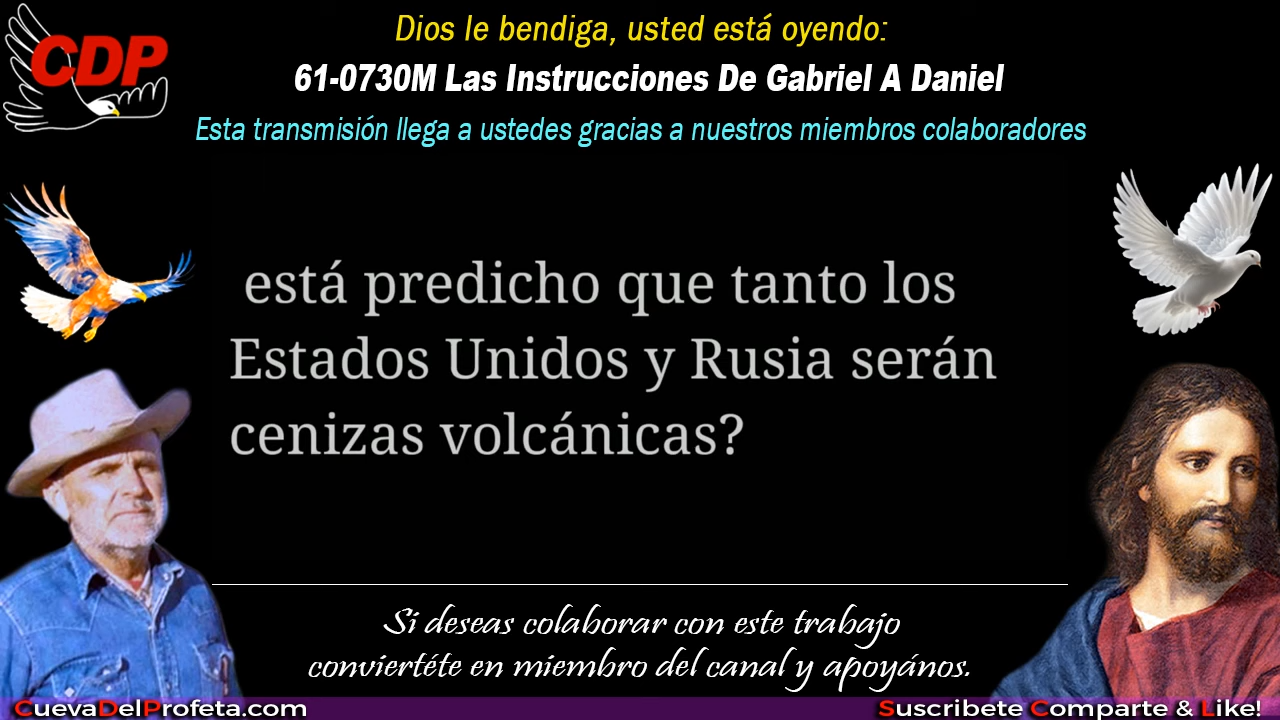 CDP
Dios le bendiga, usted está oyendo:
61-0730M Las Instrucciones De Gabriel A Daniel
Esta transmisión llega a ustedes gracias a nuestros miembros colaboradores
está predicho que tanto los
Estados Unidos y Rusia serán
cenizas volcánicas?
Si deseas colaborar con este trabajo
conviertéte en miembro del canal y apoyános.
CuevaDelProfeta.com
Suscribete Comparte & Like!